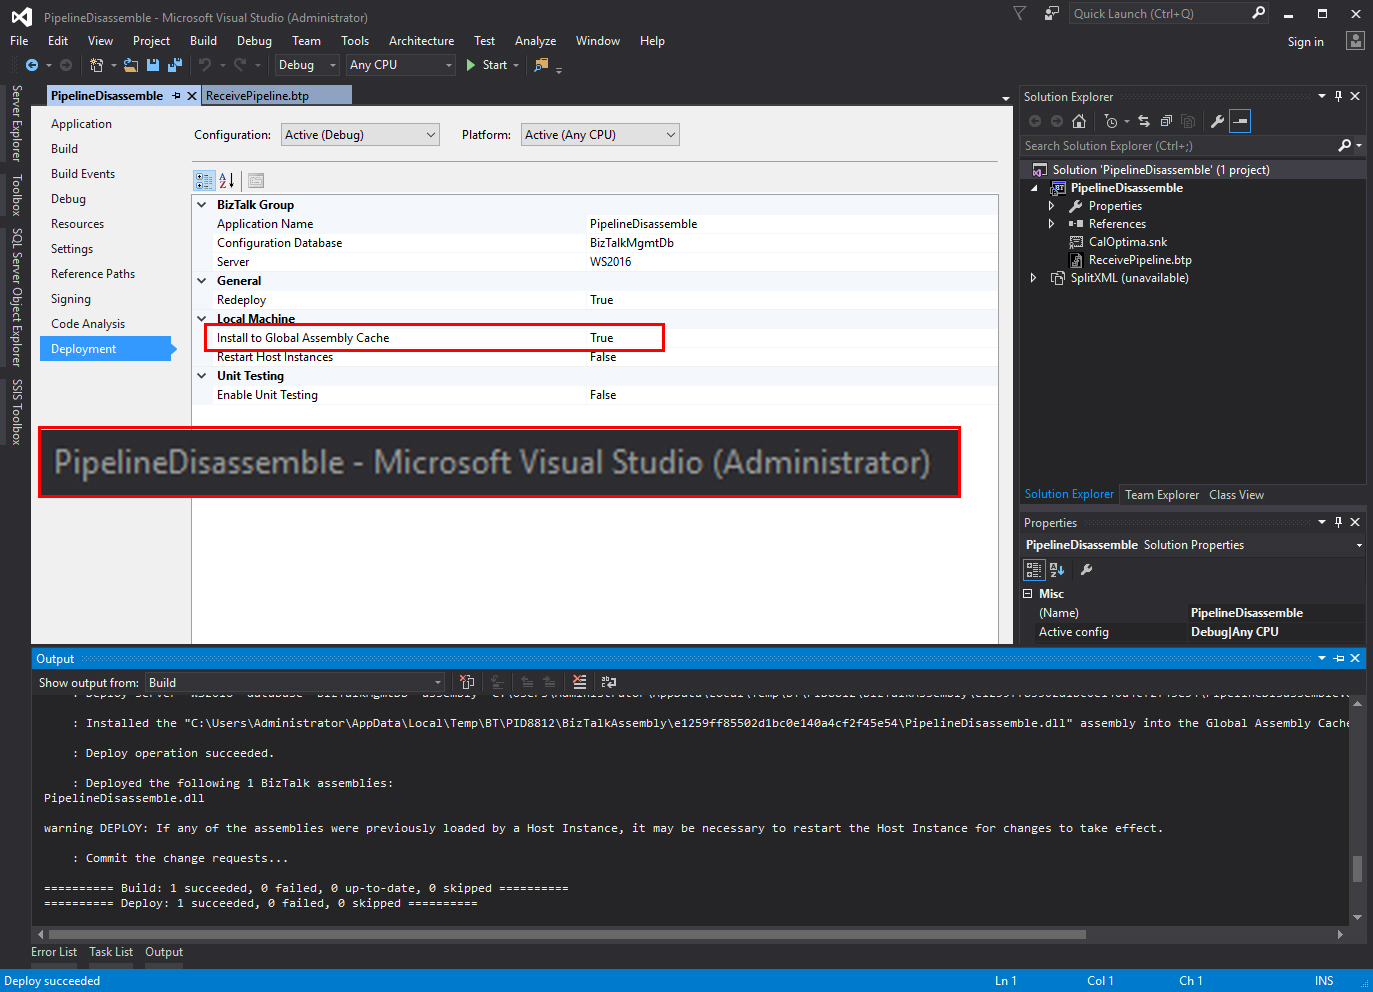 PipelineDisassemble - Microsoft Visual Studio (Administrator)
Quick Launch (Ctrl+Q)
File Edit View Project Build Debug Team Tools Architecture Test Analyze Window Help
Sign in
Debug Any CPU Start
Server Explorer
Toolbox
SQL Server Object Explorer
SSIS Toolbox
PipelineDisassemble ReceivePipeline.btp
Application
Build
Build Events
Debug
Resources
Settings
Reference Paths
Signing
Code Analysis
Deployment
Configuration: Active (Debug) Platform: Active (Any CPU)
BizTalk Group
Application Name PipelineDisassemble
Configuration Database BizTalkMgmtDb
Server WS2016
General
Redeploy True
Local Machine
Install to Global Assembly Cache True
Restart Host Instances False
Unit Testing
Enable Unit Testing False
PipelineDisassemble - Microsoft Visual Studio (Administrator)
Solution Explorer
Search Solution Explorer (Ctrl+;)
Solution 'PipelineDisassemble' (1 project)
PipelineDisassemble
Properties
References
CalOptima.snk
ReceivePipeline.btp
SplitXML (unavailable)
Solution Explorer Team Explorer Class View
Properties
PipelineDisassemble Solution Properties
Misc
(Name) PipelineDisassemble
Active config Debug|Any CPU
Output
Show output from: Build
: Installed the "C:\Users\Administrator\AppData\Local\Temp\BT\PID8812\BizTalkAssembly\e1259ff85502d1bc0e140a4cf2f45e54\PipelineDisassemble.dll" assembly into the Global Assembly Cache
: Deploy operation succeeded.
: Deployed the following 1 BizTalk assemblies:
PipelineDisassemble.dll
warning DEPLOY: If any of the assemblies were previously loaded by a Host Instance, it may be necessary to restart the Host Instance for changes to take effect.
: Commit the change requests...
========== Build: 1 succeeded, 0 failed, 0 up-to-date, 0 skipped ==========
========== Deploy: 1 succeeded, 0 failed, 0 skipped ==========
Error List Task List Output
Deploy succeeded Ln 1 Col 1 Ch 1 INS